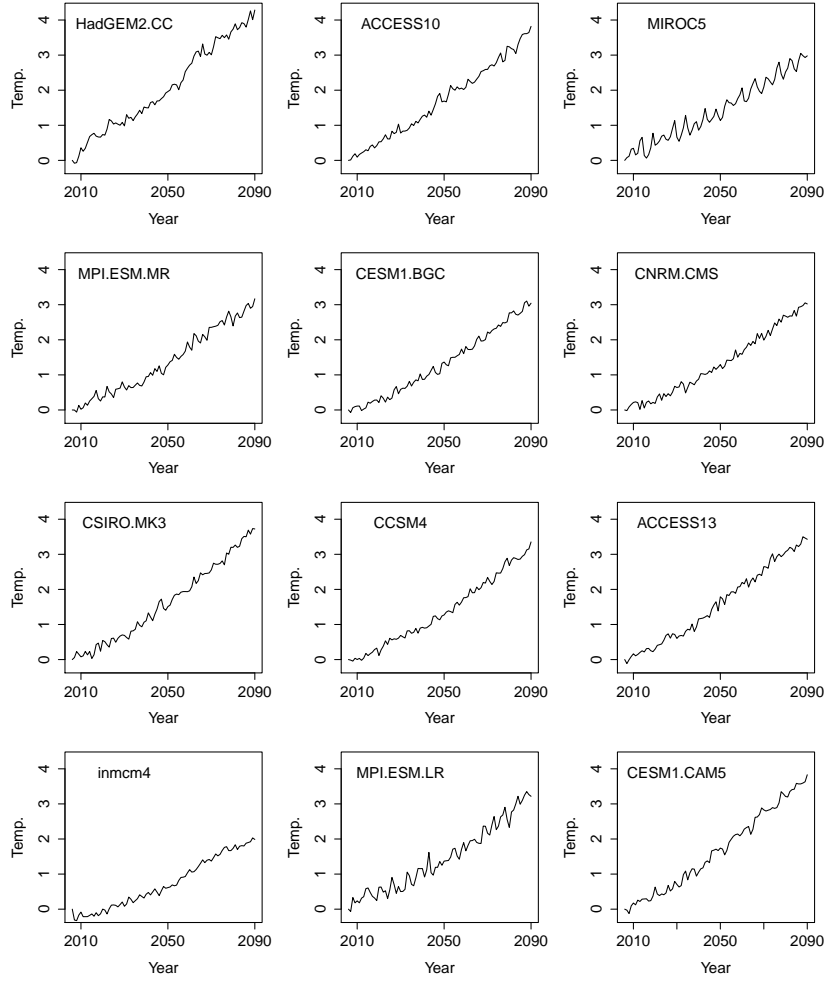 HadGEM2.CC
Temp.
0 1 2 3 4
2010 2050 2090
Year
ACCESS10
Temp.
0 1 2 3 4
2010 2050 2090
Year
MIROC5
Temp.
0 1 2 3 4
2010 2050 2090
Year
MPI.ESM.MR
Temp.
0 1 2 3 4
2010 2050 2090
Year
CESM1.BGC
Temp.
0 1 2 3 4
2010 2050 2090
Year
CNRM.CMS
Temp.
0 1 2 3 4
2010 2050 2090
Year
CSIRO.MK3
Temp.
0 1 2 3 4
2010 2050 2090
Year
CCSM4
Temp.
0 1 2 3 4
2010 2050 2090
Year
ACCESS13
Temp.
0 1 2 3 4
2010 2050 2090
Year
inmcm4
Temp.
0 1 2 3 4
2010 2050 2090
Year
MPI.ESM.LR
Temp.
0 1 2 3 4
2010 2050 2090
Year
CESM1.CAM5
Temp.
0 1 2 3 4
2010 2050 2090
Year